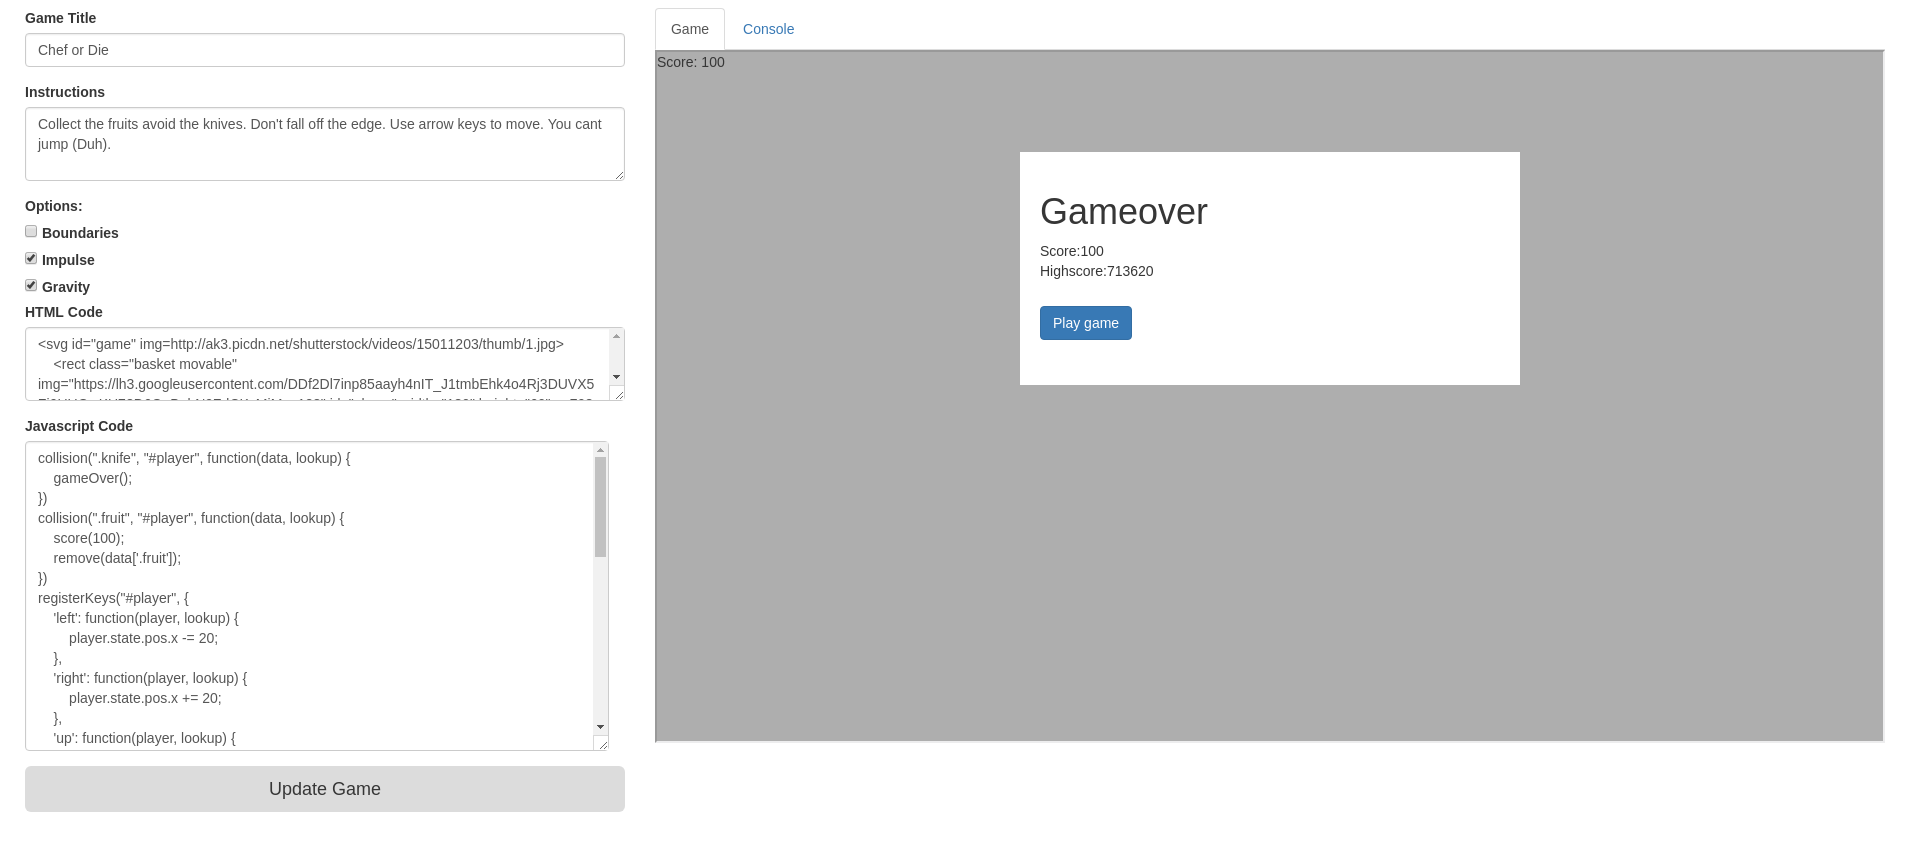 Game Title
Chef or Die
Instructions
Collect the fruits avoid the knives. Don't fall off the edge. Use arrow keys to move. You cant
jump (Duh).
Options:
Boundaries
Impulse
Gravity
HTML Code
<svg id="game" img=http://ak3.picdn.net/shutterstock/videos/15011203/thumb/1.jpg>
<rect class="basket movable"
img="https://lh3.googleusercontent.com/DDf2Dl7inp85aayh4nIT_J1tmbEhk4o4Rj3DUVX5
Javascript Code
collision(".knife", "#player", function(data, lookup) {
gameOver();
})
collision(".fruit", "#player", function(data, lookup) {
score(100);
remove(data['.fruit']);
})
registerKeys("#player", {
'left': function(player, lookup) {
player.state.pos.x -= 20;
},
'right': function(player, lookup) {
player.state.pos.x += 20;
},
'up': function(player, lookup) {
Update Game
Game
Console
Score: 100
Gameover
Score:100
Highscore:713620
Play game